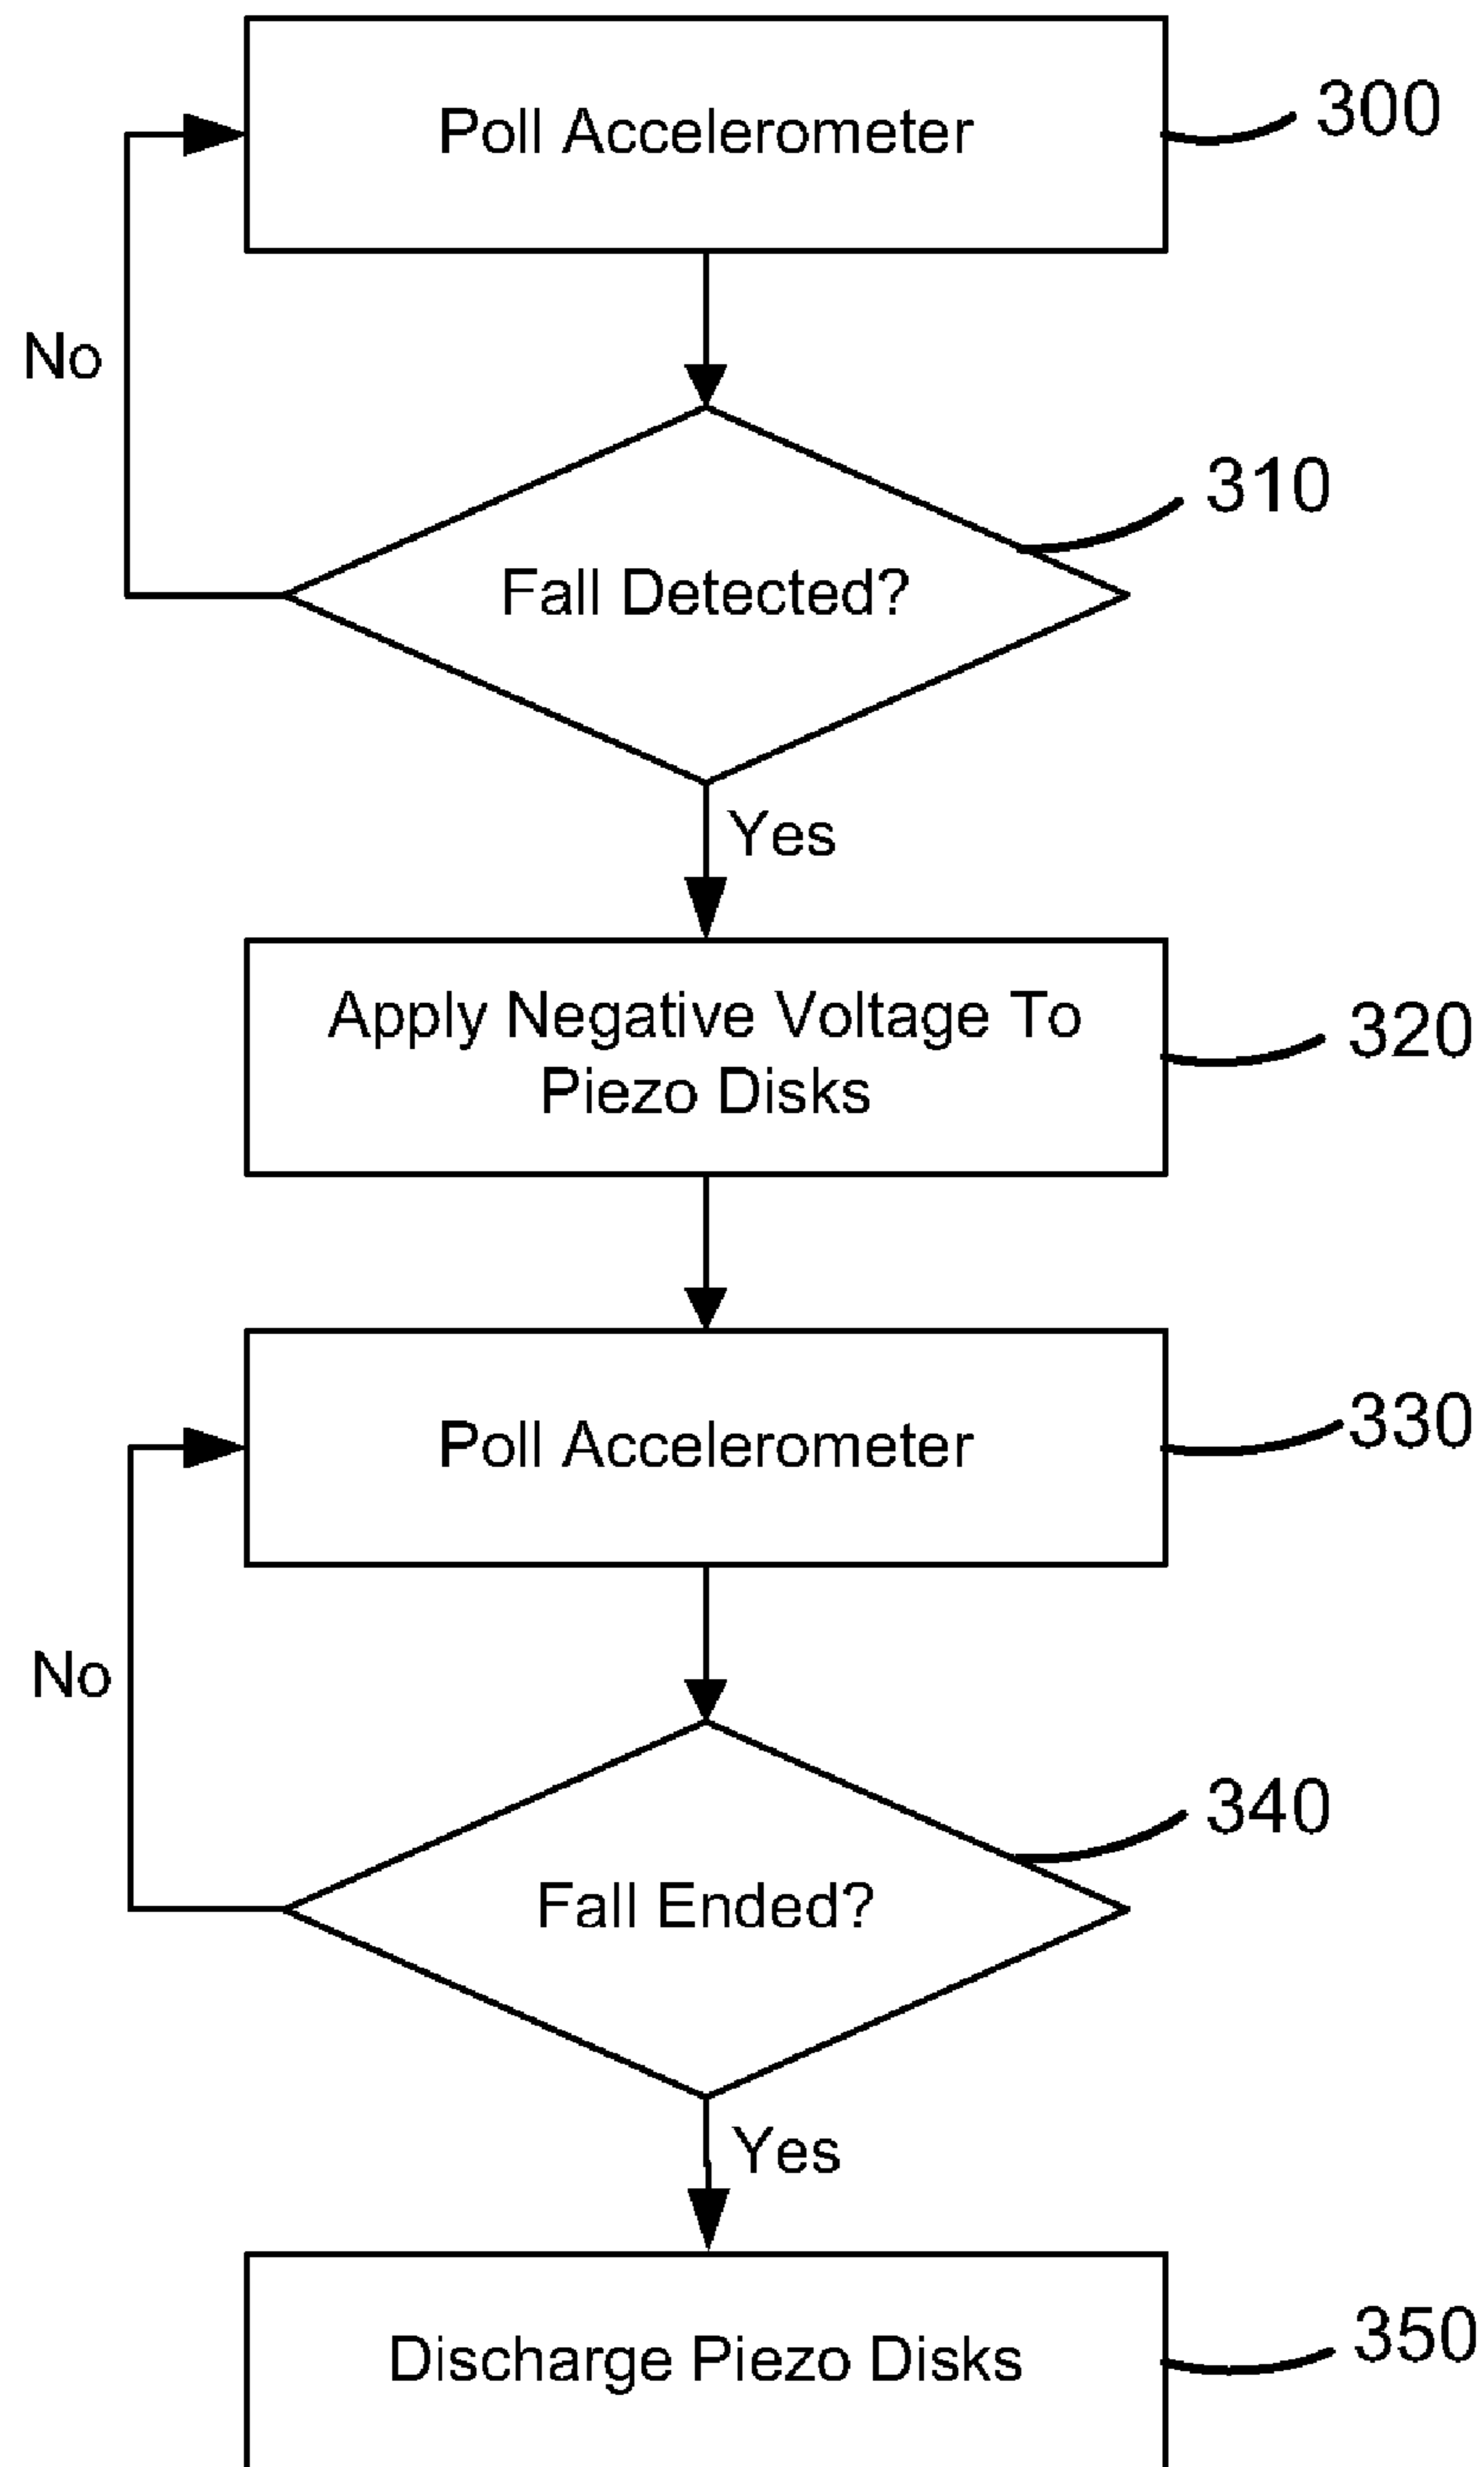 Poll Accelerometer
300
No
310
Fall Detected?
Yes
Apply Negative Voltage To
Piezo Disks
320
Poll Accelerometer
330
No
340
Fall Ended?
Yes
Discharge Piezo Disks
350